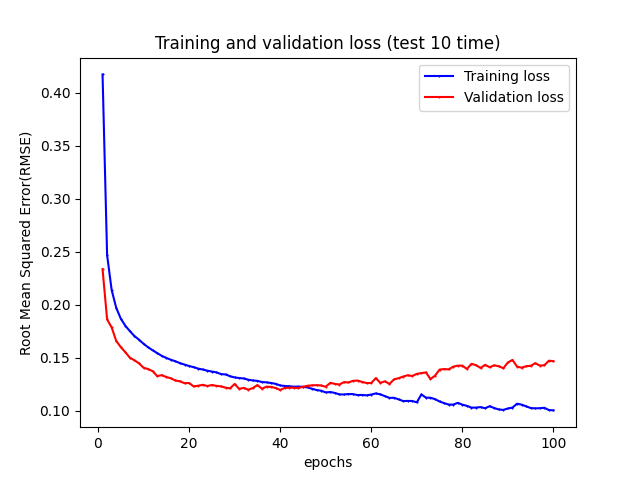 Training and validation loss (test 10 time)
Training loss
Validation loss
Root Mean Squared Error(RMSE)
0.40
0.35
0.30
0.25
0.20
0.15
0.10
0 20 40 60 80 100
epochs